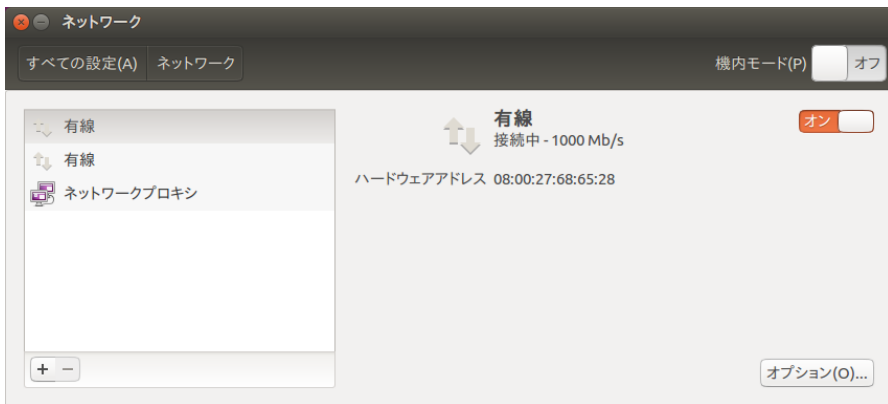 ネットワーク
すべての設定(A) ネットワーク 機内モード(P) オフ
有線
有線
ネットワークプロキシ
有線 オン
接続中 - 1000 Mb/s
ハードウェアアドレス 08:00:27:68:65:28
+ −
オプション(O)...